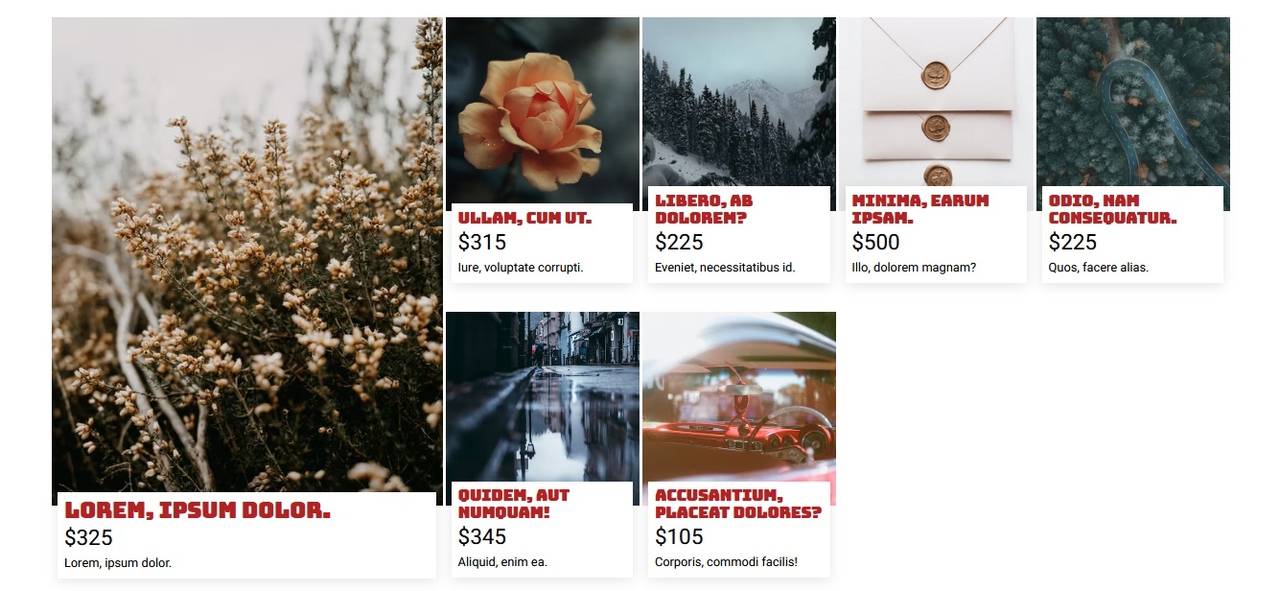 LOREM, IPSUM DOLOR.
$325
Lorem, ipsum dolor.
ULLAM, CUM UT.
$315
Iure, voluptate corrupti.
LIBERO, AB
DOLOREM?
$225
Eveniet, necessitatibus id.
MINIMA, EARUM
IPSAM.
$500
Illo, dolorem magnam?
ODIO, NAM
CONSEQUATUR.
$225
Quos, facere alias.
QUIDEM, AUT
NUMQUAM!
$345
Aliquid, enim ea.
ACCUSANTIUM,
PLACEAT DOLORES?
$105
Corporis, commodi facilis!